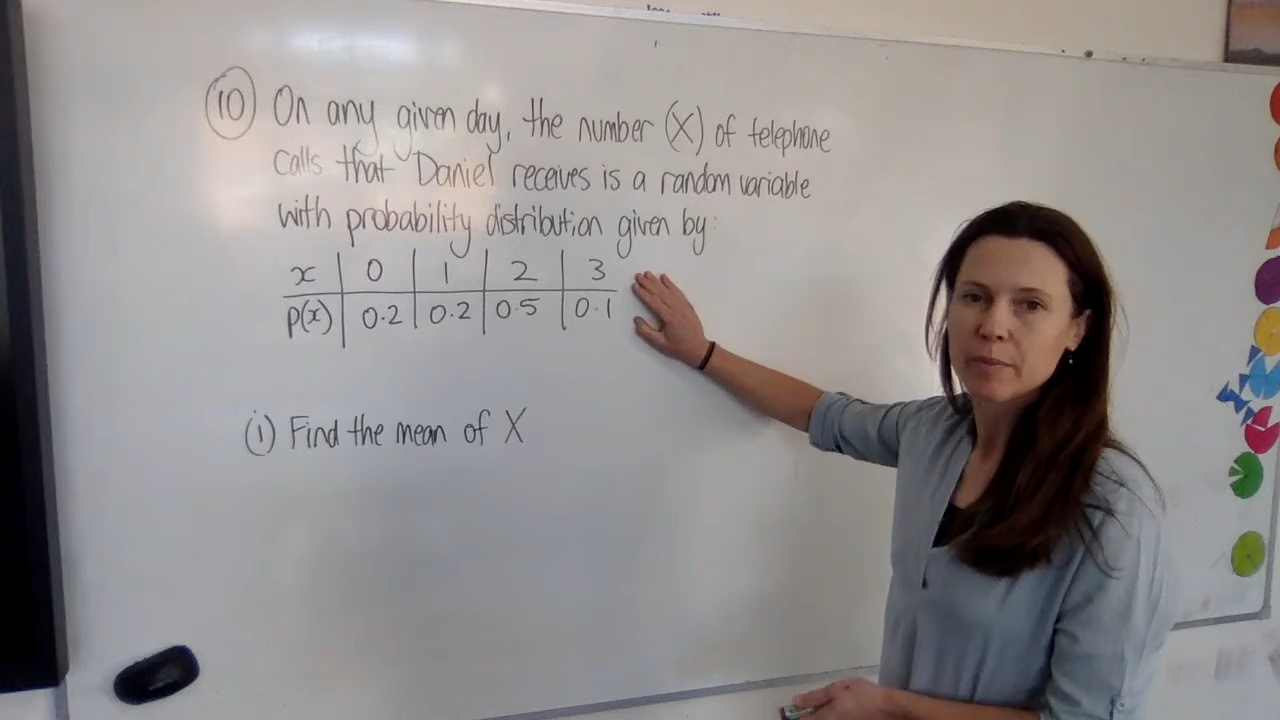 (10) On any given day, the number (X) of telephone
calls that Daniel receives is a random variable
with probability distribution given by:
x | 0 | 1 | 2 | 3
P(x) | 0.2 | 0.2 | 0.5 | 0.1
(i) Find the mean of X